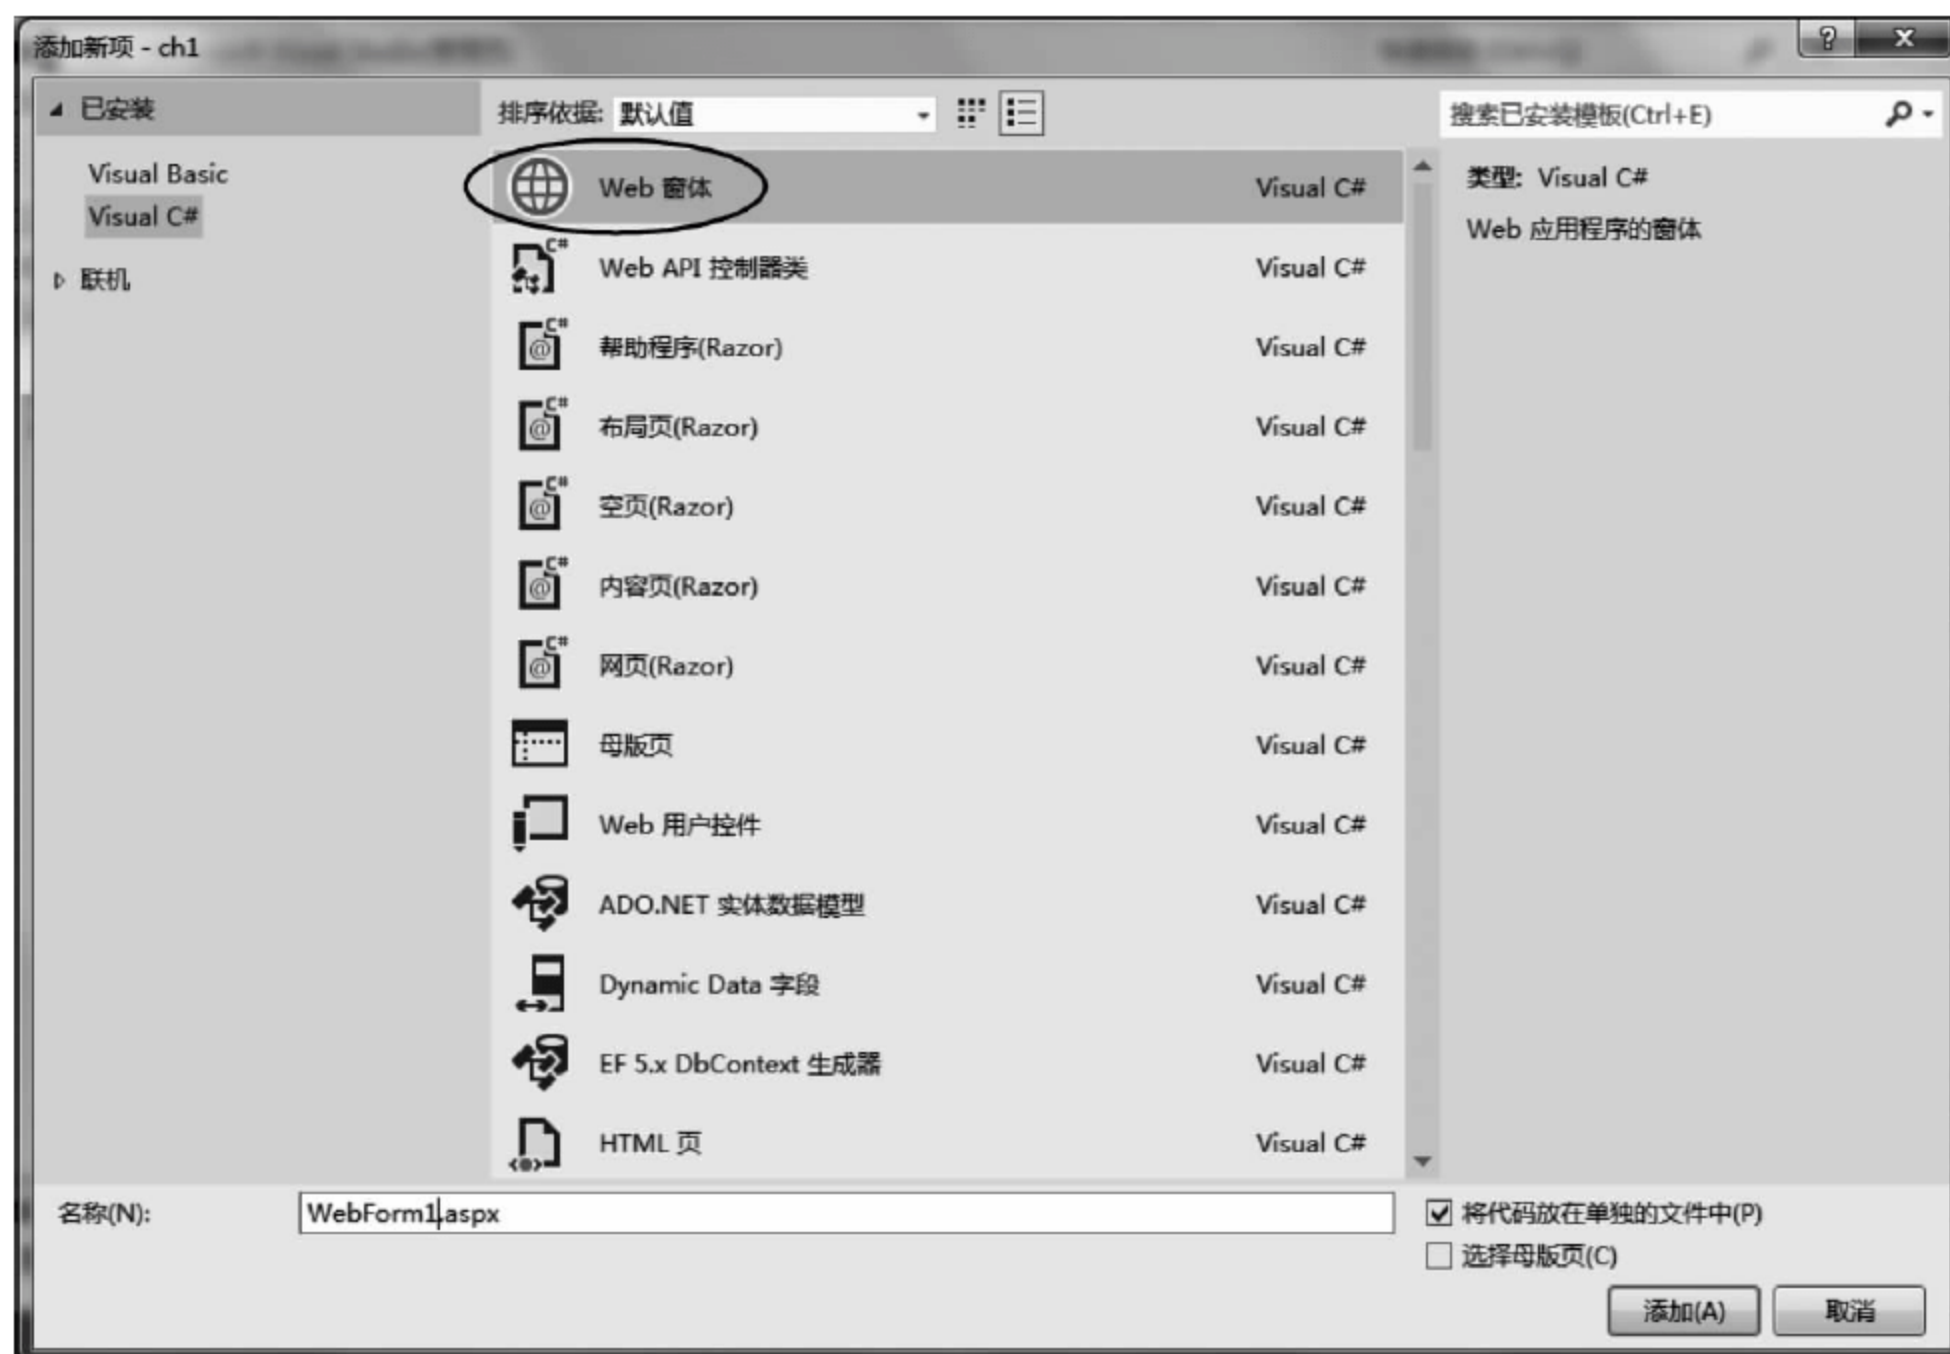 添加新项 - ch1
?
x
已安装
Visual Basic
Visual C#
联机
排序依据: 默认值
搜索已安装模板(Ctrl+E)
Web 窗体 Visual C#
Web API 控制器类 Visual C#
帮助程序(Razor) Visual C#
布局页(Razor) Visual C#
空页(Razor) Visual C#
内容页(Razor) Visual C#
网页(Razor) Visual C#
母版页 Visual C#
Web 用户控件 Visual C#
ADO.NET 实体数据模型 Visual C#
Dynamic Data 字段 Visual C#
EF 5.x DbContext 生成器 Visual C#
HTML 页 Visual C#
类型: Visual C#
Web 应用程序的窗体
名称(N): WebForm1.aspx
将代码放在单独的文件中(P)
选择母版页(C)
添加(A)
取消